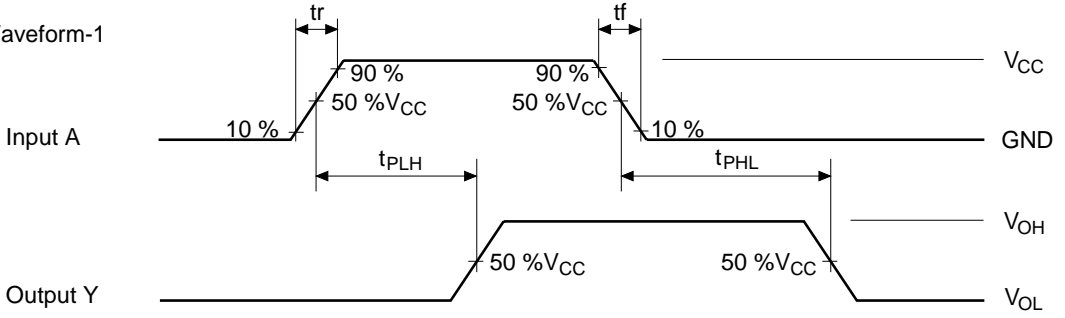 tr tf
Waveform-1
90 % 90 % VCC
50 %VCC 50 %VCC
Input A 10 % 10 % GND
tPLH tPHL
VOH
50 %VCC 50 %VCC
Output Y VOL